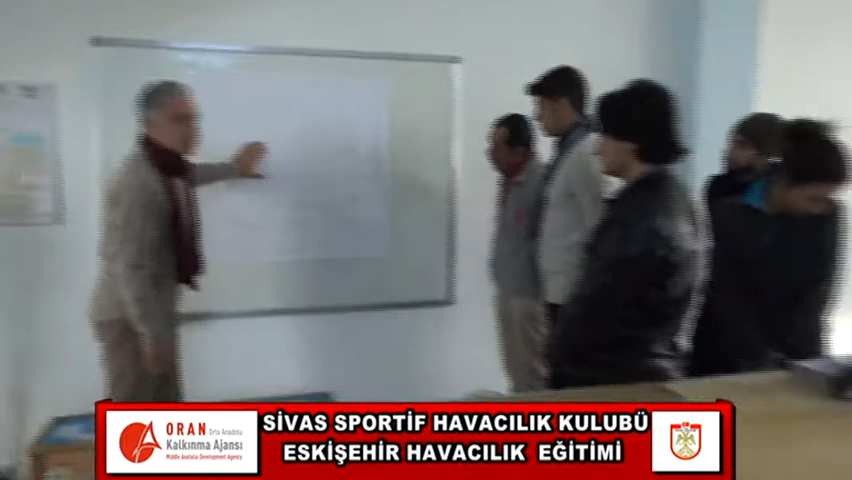 ORAN Orta Anadolu
Kalkınma Ajansı
Middle Anatolia Development Agency
SİVAS SPORTİF HAVACILIK KULUBÜ
ESKİŞEHİR HAVACILIK EĞİTİMİ